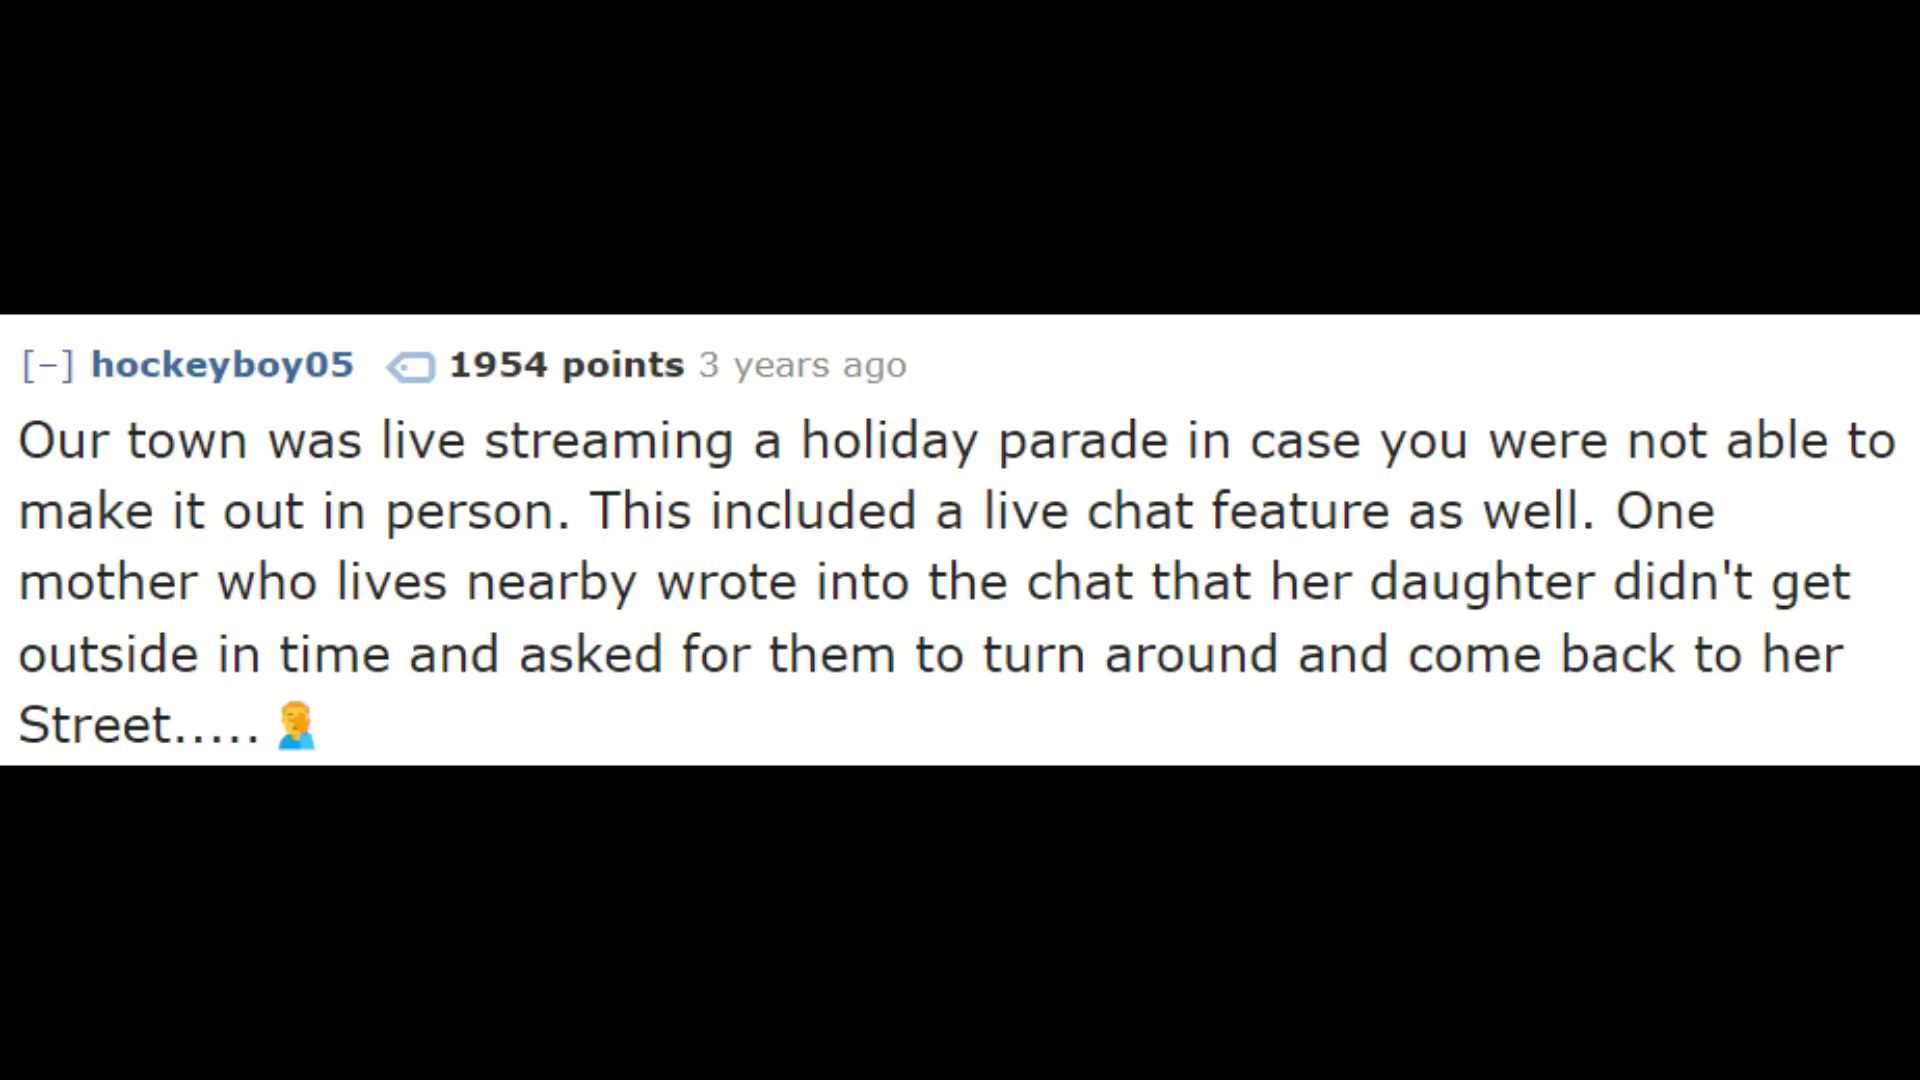 [−] hockeyboy05 1954 points 3 years ago
Our town was live streaming a holiday parade in case you were not able to
make it out in person. This included a live chat feature as well. One
mother who lives nearby wrote into the chat that her daughter didn't get
outside in time and asked for them to turn around and come back to her
Street..... 🤦